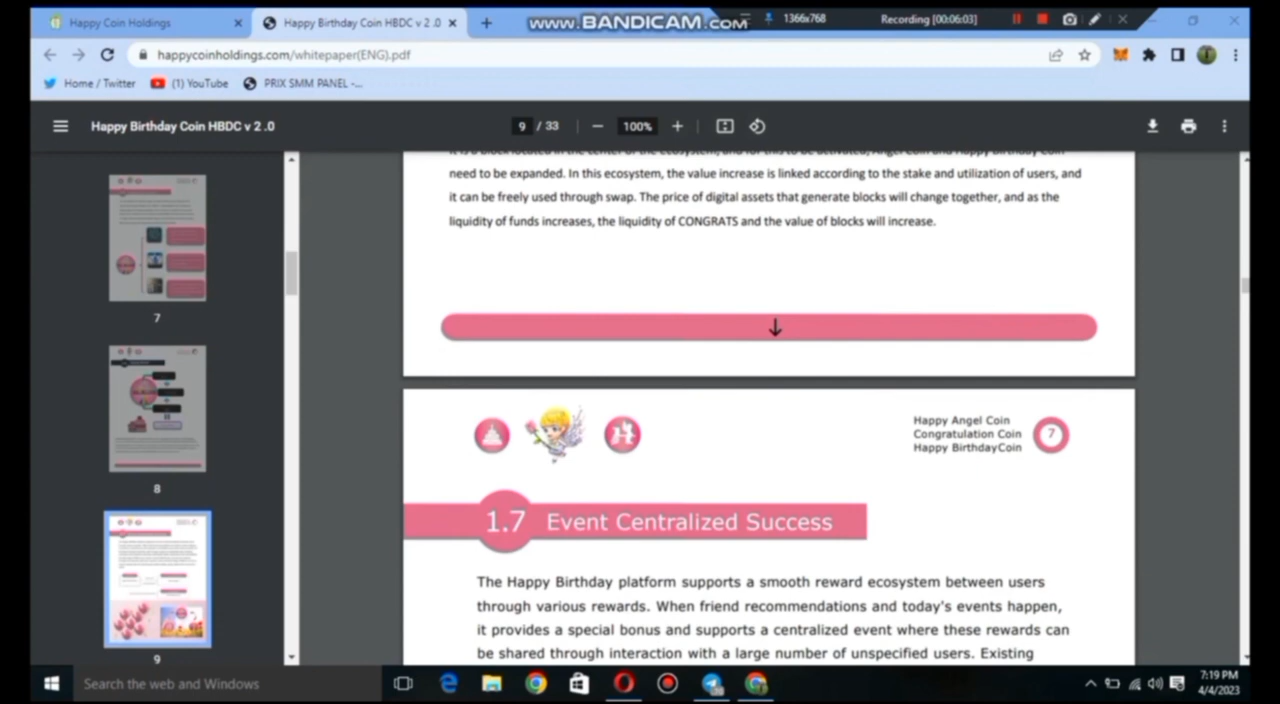 Happy Coin Holdings
Happy Birthday Coin HBDC v 2 .0
www.BANDICAM.com
1366x768
Recording [00:06:03]
happycoinholdings.com/whitepaper(ENG).pdf
Home / Twitter
(1) YouTube
PRIX SMM PANEL -...
Happy Birthday Coin HBDC v 2 .0
9 / 33
100%
need to be expanded. In this ecosystem, the value increase is linked according to the stake and utilization of users, and
it can be freely used through swap. The price of digital assets that generate blocks will change together, and as the
liquidity of funds increases, the liquidity of CONGRATS and the value of blocks will increase.
7
8
9
Happy Angel Coin
Congratulation Coin
Happy BirthdayCoin
7
1.7 Event Centralized Success
The Happy Birthday platform supports a smooth reward ecosystem between users
through various rewards. When friend recommendations and today's events happen,
it provides a special bonus and supports a centralized event where these rewards can
be shared through interaction with a large number of unspecified users. Existing
Search the web and Windows
7:19 PM
4/4/2023